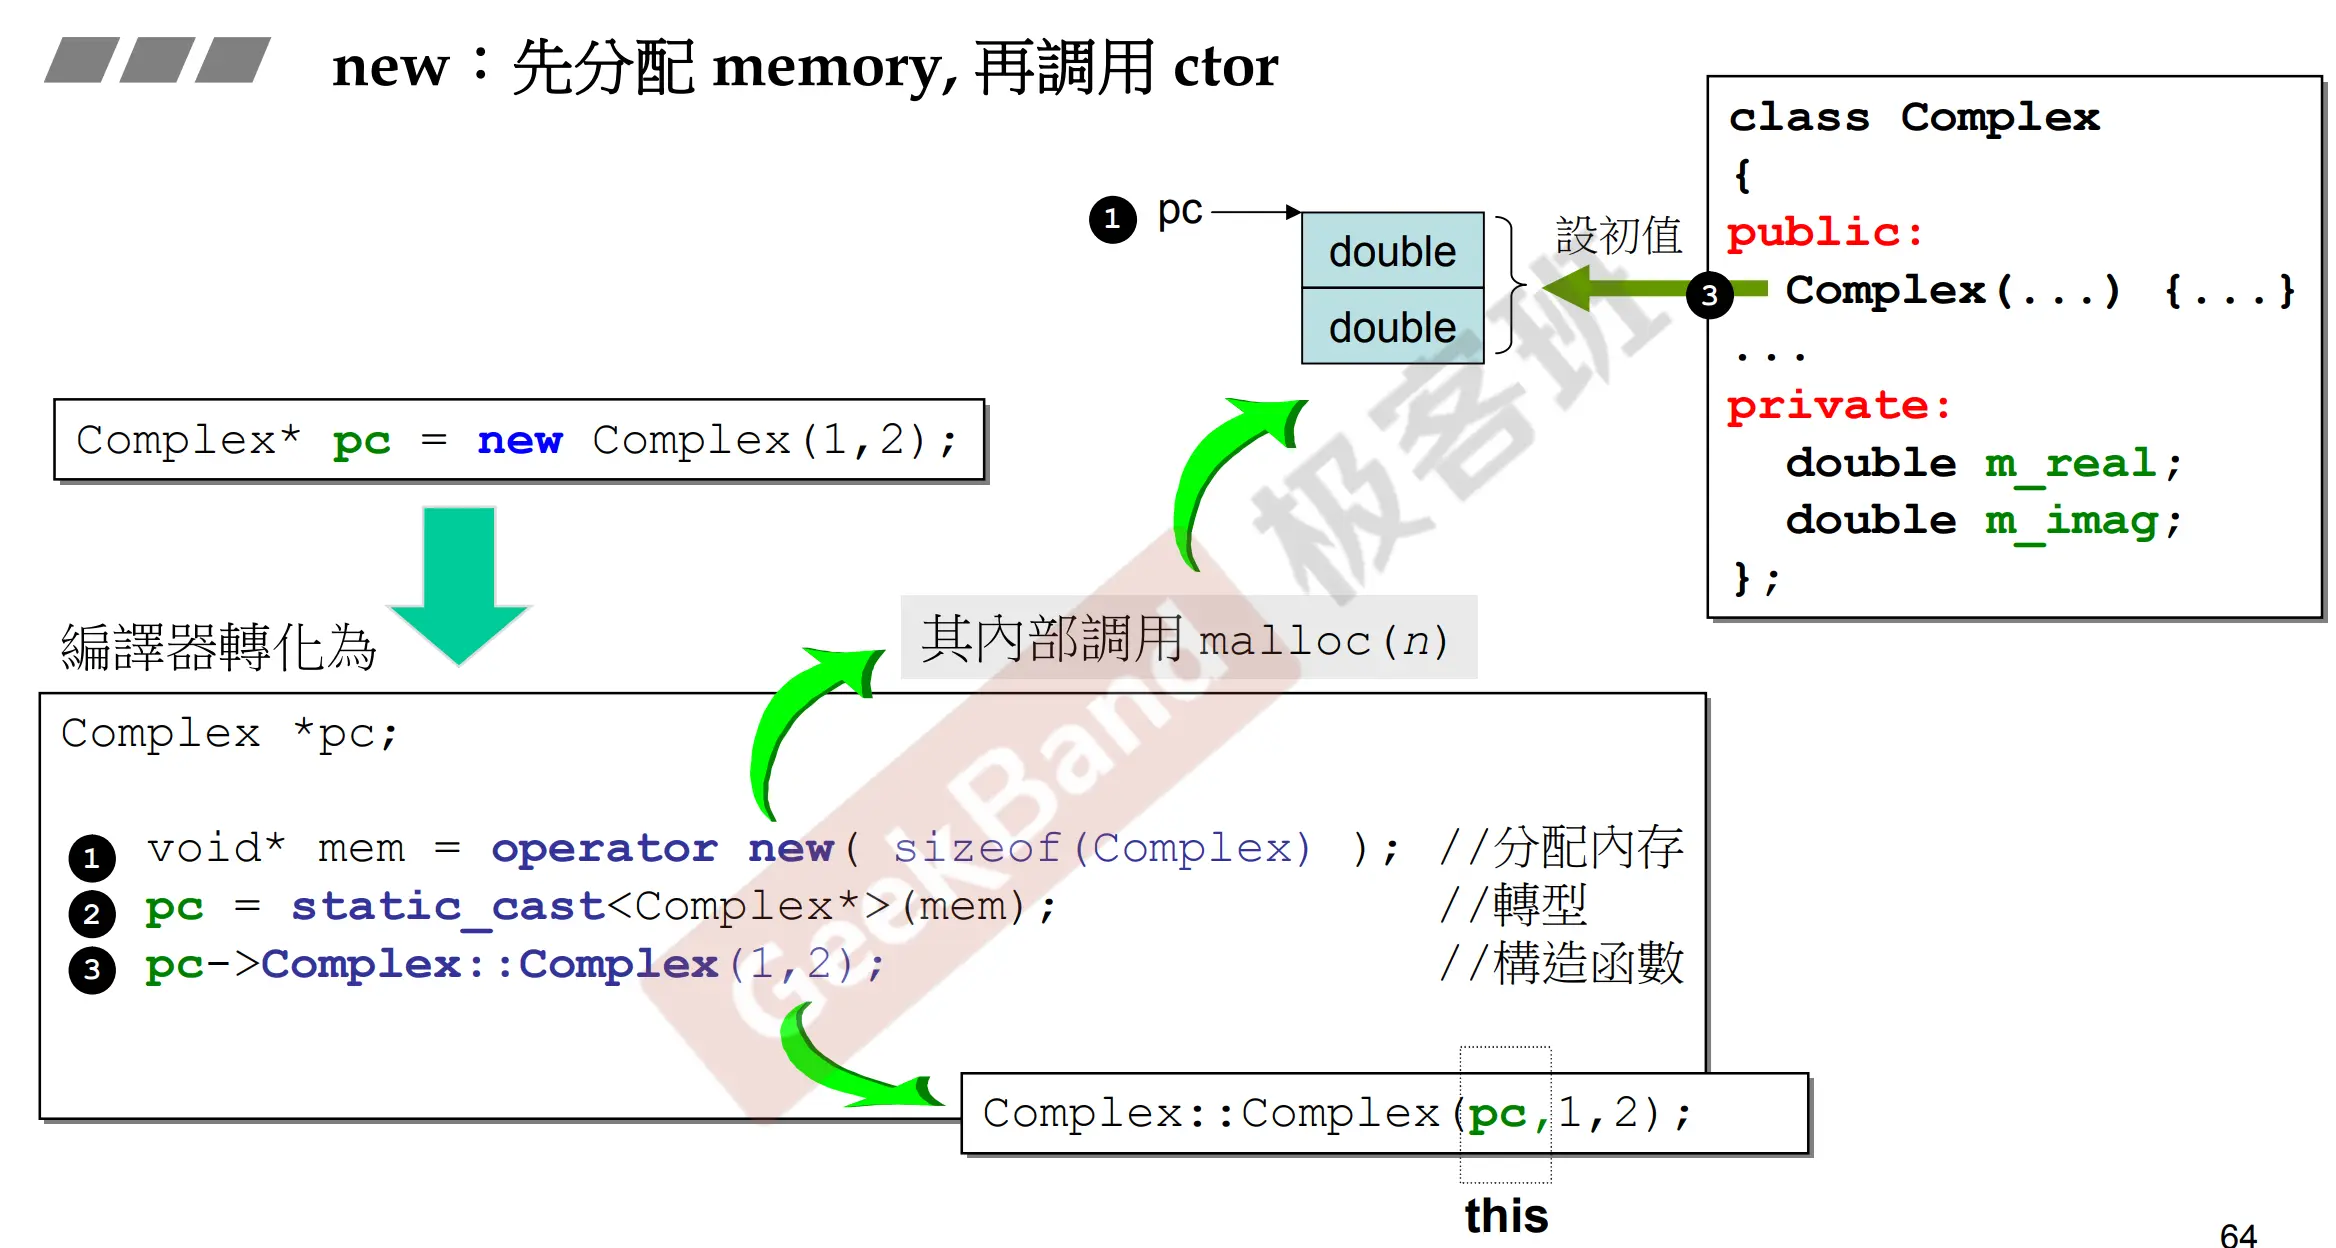 new：先分配 memory, 再調用 ctor
class Complex
{
public:
Complex(...) {...}
...
private:
double m_real;
double m_imag;
};
1 pc
double
double
設初值
3
Complex* pc = new Complex(1,2);
編譯器轉化為
其內部調用 malloc(n)
Complex *pc;
1 void* mem = operator new( sizeof(Complex) ); //分配內存
2 pc = static_cast<Complex*>(mem); //轉型
3 pc->Complex::Complex(1,2); //構造函數
Complex::Complex(pc,1,2);
this
GeekBand 极客班
64